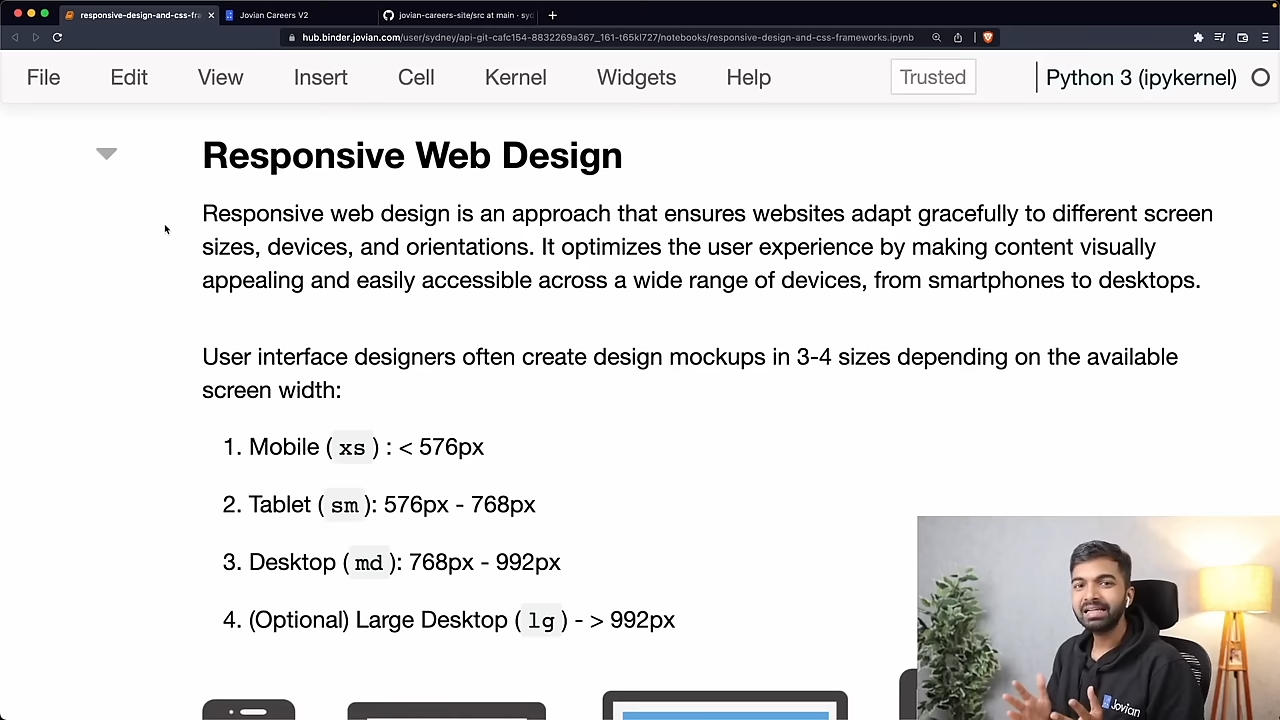 responsive-design-and-css-fra
Jovian Careers V2
jovian-careers-site/src at main · syd
hub.binder.jovian.com/user/sydney/api-git-cafc154-8832269a367_161-t65kl727/notebooks/responsive-design-and-css-frameworks.ipynb
File Edit View Insert Cell Kernel Widgets Help Trusted Python 3 (ipykernel)
Responsive Web Design
Responsive web design is an approach that ensures websites adapt gracefully to different screen
sizes, devices, and orientations. It optimizes the user experience by making content visually
appealing and easily accessible across a wide range of devices, from smartphones to desktops.
User interface designers often create design mockups in 3-4 sizes depending on the available
screen width:
1. Mobile ( xs ) : < 576px
2. Tablet ( sm ): 576px - 768px
3. Desktop ( md ): 768px - 992px
4. (Optional) Large Desktop ( lg ) - > 992px
Jovian